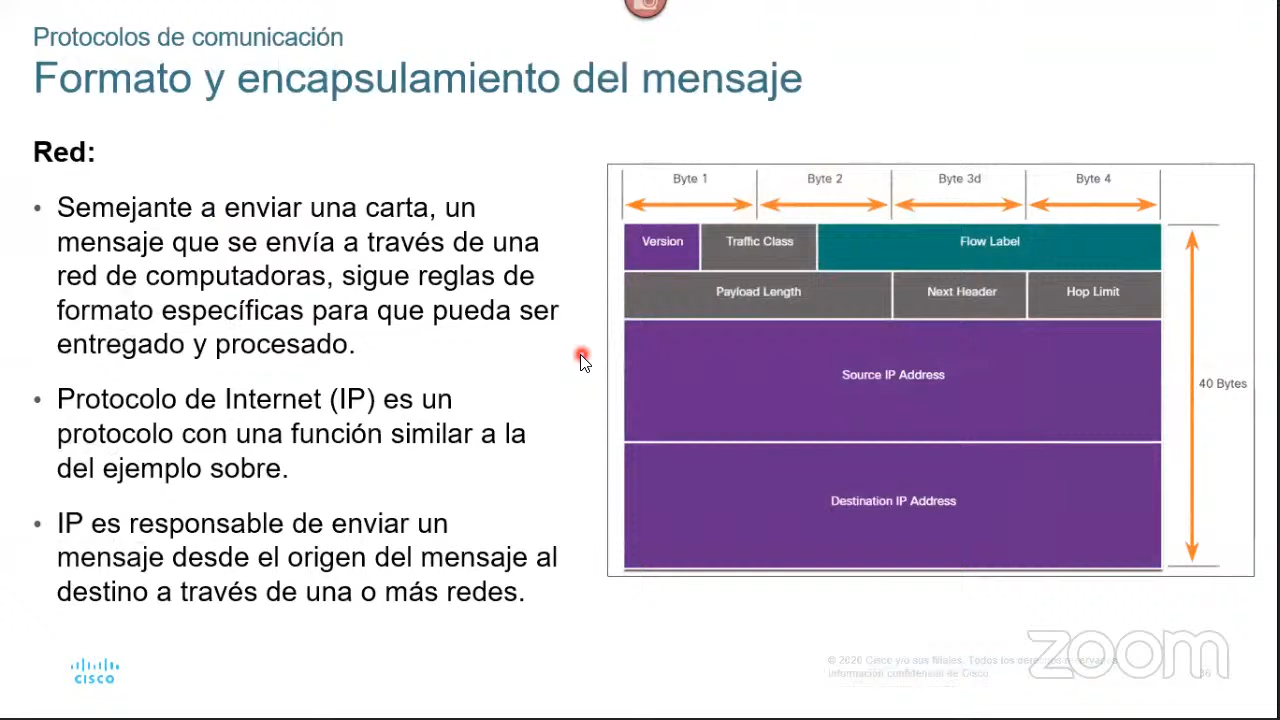 Protocolos de comunicación
Formato y encapsulamiento del mensaje
Red:
• Semejante a enviar una carta, un
mensaje que se envía a través de una
red de computadoras, sigue reglas de
formato específicas para que pueda ser
entregado y procesado.
• Protocolo de Internet (IP) es un
protocolo con una función similar a la
del ejemplo sobre.
• IP es responsable de enviar un
mensaje desde el origen del mensaje al
destino a través de una o más redes.
Byte 1 Byte 2 Byte 3d Byte 4
Version Traffic Class Flow Label
Payload Length Next Header Hop Limit
Source IP Address
40 Bytes
Destination IP Address
CISCO
© 2020 Cisco y/o sus filiales. Todos los derechos reservados
información confidencial de Cisco
zoom